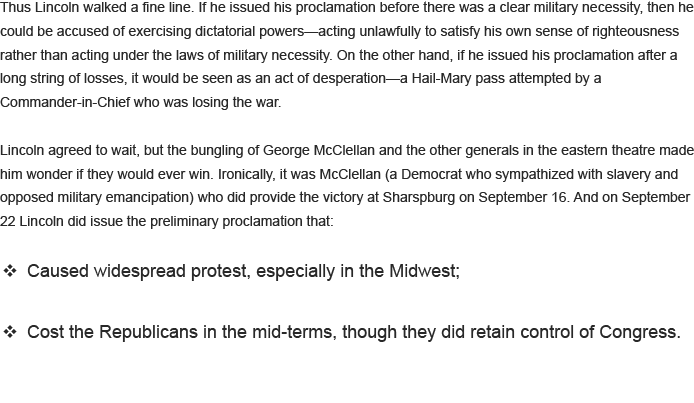 Thus Lincoln walked a fine line. If he issued his proclamation before there was a clear military necessity, then he
could be accused of exercising dictatorial powers—acting unlawfully to satisfy his own sense of righteousness
rather than acting under the laws of military necessity. On the other hand, if he issued his proclamation after a
long string of losses, it would be seen as an act of desperation—a Hail-Mary pass attempted by a
Commander-in-Chief who was losing the war.
Lincoln agreed to wait, but the bungling of George McClellan and the other generals in the eastern theatre made
him wonder if they would ever win. Ironically, it was McClellan (a Democrat who sympathized with slavery and
opposed military emancipation) who did provide the victory at Sharspburg on September 16. And on September
22 Lincoln did issue the preliminary proclamation that:
❖ Caused widespread protest, especially in the Midwest;
❖ Cost the Republicans in the mid-terms, though they did retain control of Congress.